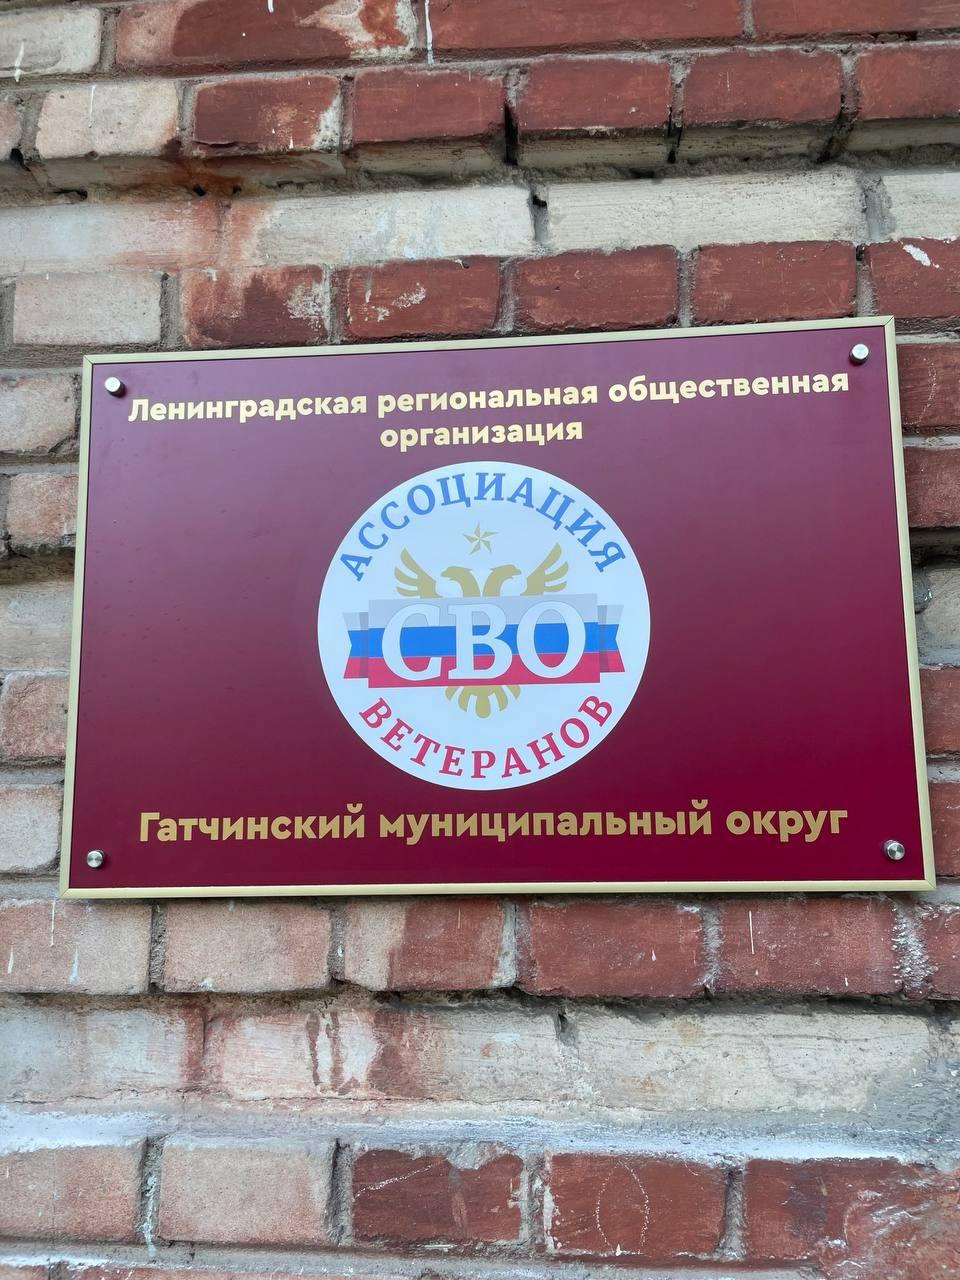 Ленинградская региональная общественная
организация
АССОЦИАЦИЯ
СВО
ВЕТЕРАНОВ
Гатчинский муниципальный округ